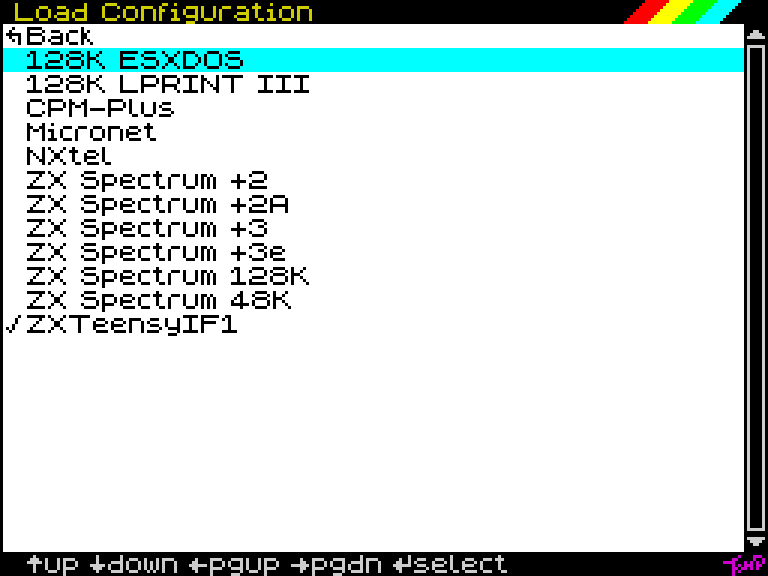 Load Configuration
↰Back
128K ESXDOS
128K LPRINT III
CPM-Plus
Micronet
NXtel
ZX Spectrum +2
ZX Spectrum +2A
ZX Spectrum +3
ZX Spectrum +3e
ZX Spectrum 128K
ZX Spectrum 48K
✓ZXTeensyIF1
↑up ↓down ←pgup →pgdn ↵select